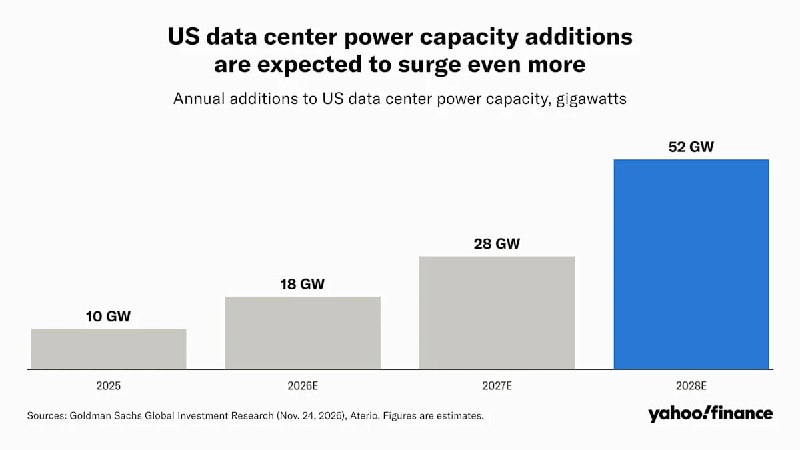 US data center power capacity additions
are expected to surge even more
Annual additions to US data center power capacity, gigawatts
52 GW
28 GW
18 GW
10 GW
2025
2026E
2027E
2028E
Sources: Goldman Sachs Global Investment Research (Nov. 24, 2026), Aterio. Figures are estimates.
yahoo!finance